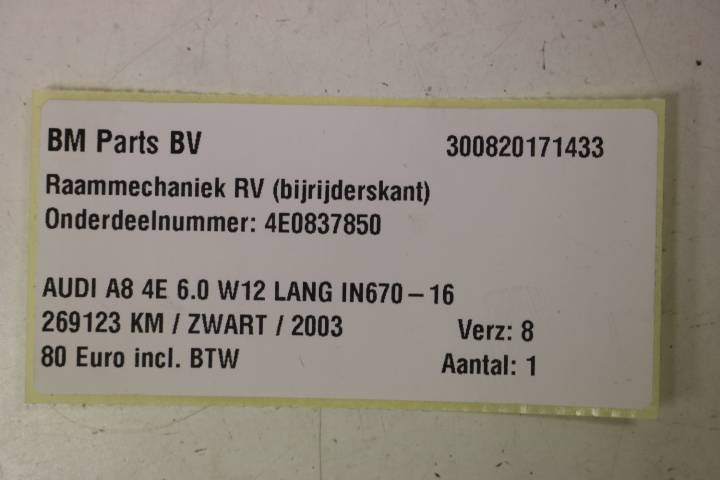 BM Parts BV 300820171433
Raammechaniek RV (bijrijderskant)
Onderdeelnummer: 4E0837850
AUDI A8 4E 6.0 W12 LANG IN670-16
269123 KM / ZWART / 2003 Verz: 8
80 Euro incl. BTW Aantal: 1